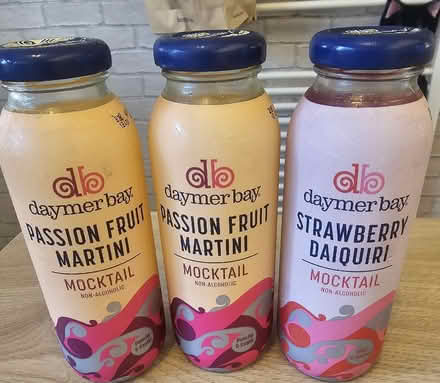 db
daymer bay.
PASSION FRUIT
MARTINI
MOCKTAIL
NON-ALCOHOLIC
db
daymer bay.
PASSION FRUIT
MARTINI
MOCKTAIL
NON-ALCOHOLIC
db
daymer bay.
STRAWBERRY
DAIQUIRI
MOCKTAIL
NON-ALCOHOLIC